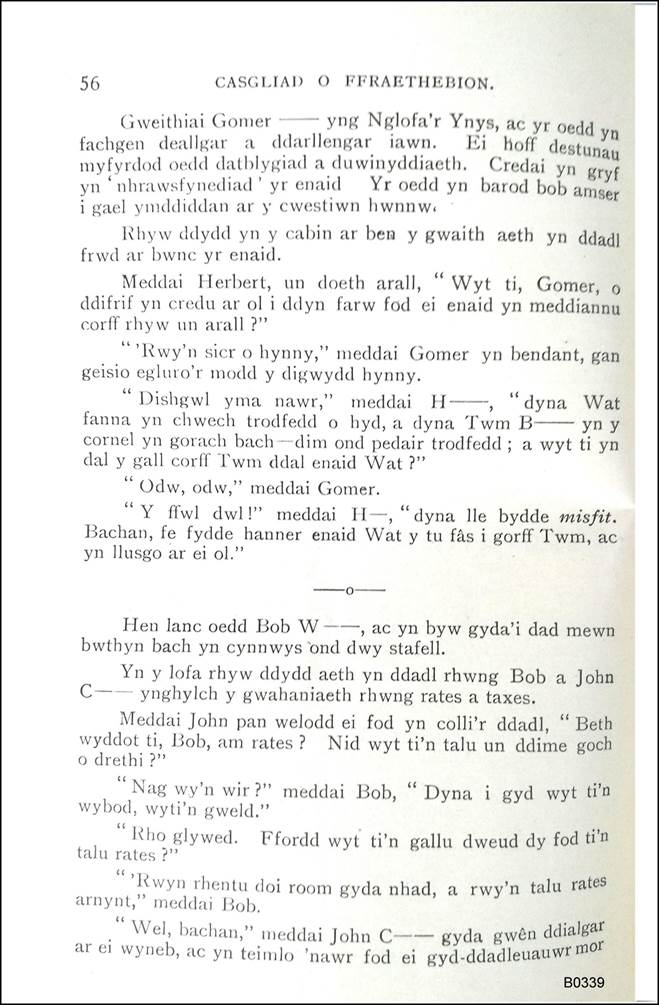 56 CASGLIAD O FFRAETHEBION.
Gweithiai Gomer —— yng Nglofa'r Ynys, ac yr oedd yn
fachgen deallgar a ddarllengar iawn. Ei hoff destunau
myfyrdod oedd datblygiad a duwinyddiaeth. Credai yn gryf
yn 'nhrawsfynediad' yr enaid Yr oedd yn barod bob amser
i gael ymddiddan ar y cwestiwn hwnnw.
Rhyw ddydd yn y cabin ar ben y gwaith aeth yn ddadl
frwd ar bwnc yr enaid.
Meddai Herbert, un doeth arall, “Wyt ti, Gomer, o
ddifrif yn credu ar ol i ddyn farw fod ei enaid yn meddiannu
corff rhyw un arall?”
“'Rwy'n sicr o hynny,” meddai Gomer yn bendant, gan
geisio egluro'r modd y digwydd hynny.
“Dishgwl yma nawr,” meddai H——, “dyna Wat
fanna yn chwech trodfedd o hyd, a dyna Twm B—— yn y
cornel yn gorach bach—dim ond pedair trodfedd; a wyt ti yn
dal y gall corff Twm ddal enaid Wat?”
“Odw, odw,” meddai Gomer.
“Y ffwl dwl!” meddai H—, “dyna lle bydde misfit.
Bachan, fe fydde hanner enaid Wat y tu fâs i gorff Twm, ac
yn llusgo ar ei ol.”
——o——
Hen lanc oedd Bob W——, ac yn byw gyda'i dad mewn
bwthyn bach yn cynnwys ond dwy stafell.
Yn y lofa rhyw ddydd aeth yn ddadl rhwng Bob a John
C—— ynghylch y gwahaniaeth rhwng rates a taxes.
Meddai John pan welodd ei fod yn colli'r ddadl, “Beth
wyddot ti, Bob, am rates? Nid wyt ti'n talu un ddime goch
o drethi?”
“Nag wy'n wir?” meddai Bob, “Dyna i gyd wyt ti'n
wybod, wyti'n gweld.”
“Rho glywed. Ffordd wyt ti'n gallu dweud dy fod ti'n
talu rates?”
“'Rwyn rhentu doi room gyda nhad, a rwy'n talu rates
arnynt,” meddai Bob.
“Wel, bachan,” meddai John C—— gyda gwên ddialgar
ar ei wyneb, ac yn teimlo 'nawr fod ei gyd-ddadleuauwr mor
B0339